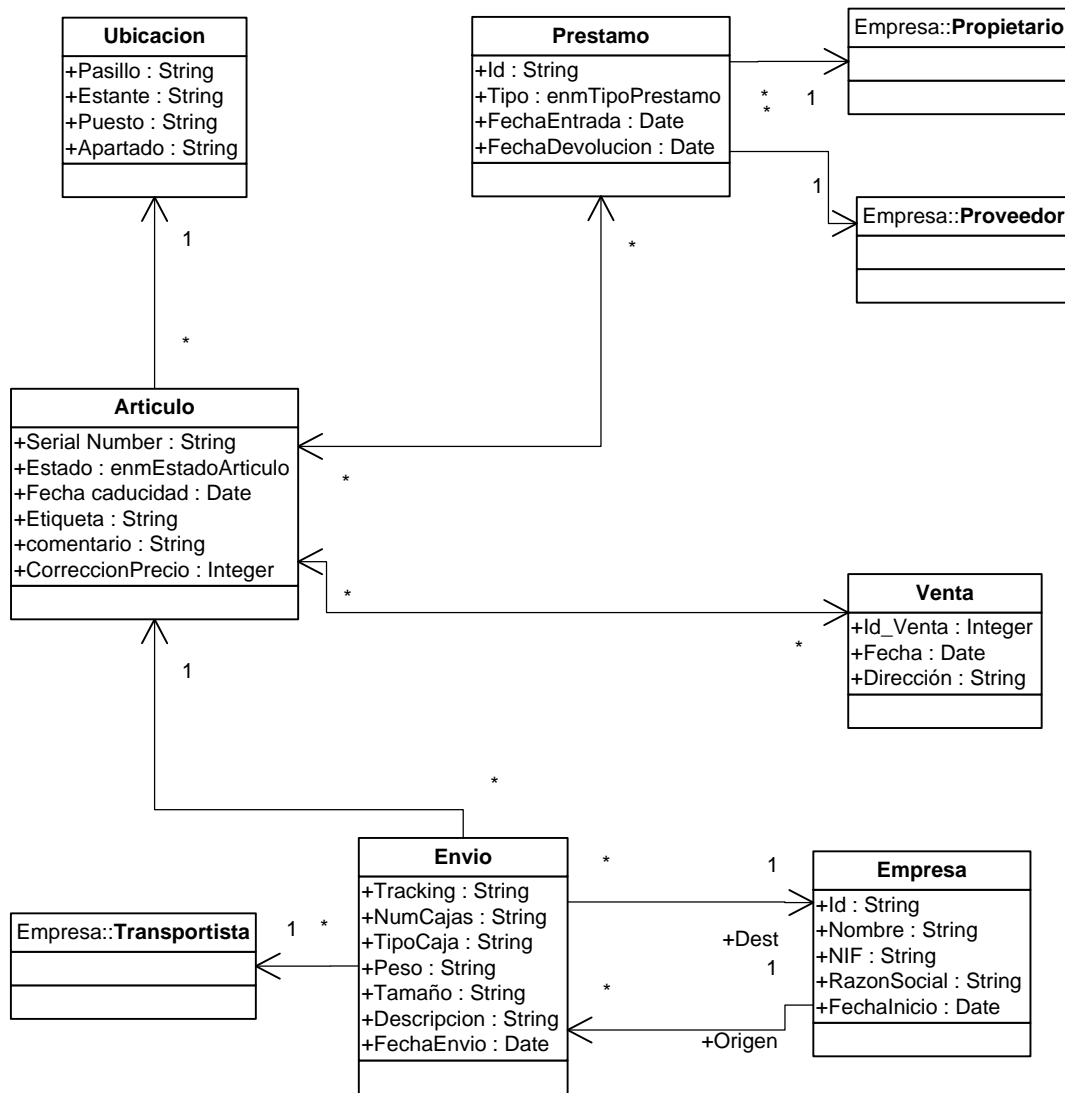 Ubicacion
+Pasillo : String
+Estante : String
+Puesto : String
+Apartado : String
Prestamo
+Id : String
+Tipo : enmTipoPrestamo
+FechaEntrada : Date
+FechaDevolucion : Date
Empresa::Propietario
*
*
1
1
Empresa::Proveedor
1
*
*
Articulo
+Serial Number : String
+Estado : enmEstadoArticulo
+Fecha caducidad : Date
+Etiqueta : String
+comentario : String
+CorreccionPrecio : Integer
*
*
*
Venta
+Id_Venta : Integer
+Fecha : Date
+Dirección : String
1
*
Envio
+Tracking : String
+NumCajas : String
+TipoCaja : String
+Peso : String
+Tamaño : String
+Descripcion : String
+FechaEnvio : Date
Empresa::Transportista
1
*
*
1
+Dest
1
*
+Origen
Empresa
+Id : String
+Nombre : String
+NIF : String
+RazonSocial : String
+FechaInicio : Date